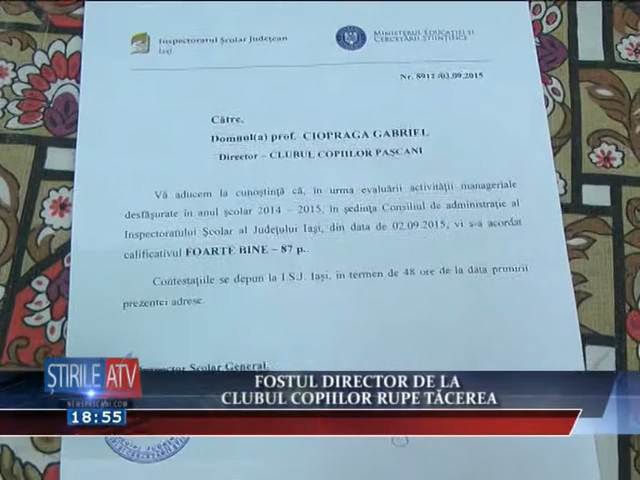 Inspectoratul Școlar Județean
Iași
Ministerul Educației și
Cercetării Științifice
Nr. 8912 /03.09.2015
Către,
Domnul(a) prof. CIOPRAGA GABRIEL
Director – CLUBUL COPIILOR PAȘCANI
Vă aducem la cunoștință că, în urma evaluării activității manageriale
desfășurate în anul școlar 2014 – 2015, în ședința Consiliul de administrație al
Inspectoratului Școlar al Județului Iași, din data de 02.09.2015, vi s-a acordat
calificativul FOARTE BINE – 87 p..
Contestațiile se depun la I.S.J. Iași, în termen de 48 ore de la data primirii
prezentei adrese.
Inspector Școlar General,
ȘTIRILE ATV
NEWSPASCANI.COM
18:55
FOSTUL DIRECTOR DE LA
CLUBUL COPIILOR RUPE TĂCEREA